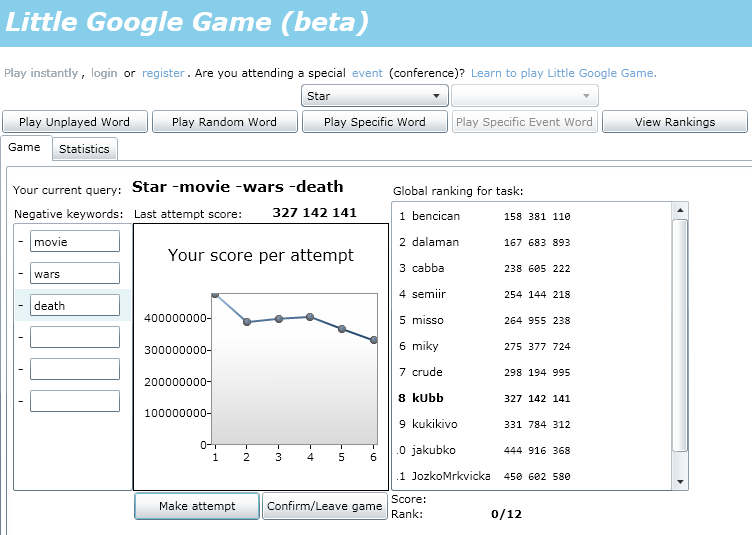 Little Google Game (beta)
Play instantly , login or register . Are you attending a special event (conference)? Learn to play Little Google Game.
Star
Play Unplayed Word Play Random Word Play Specific Word Play Specific Event Word View Rankings
Game Statistics
Your current query: Star -movie -wars -death
Global ranking for task:
Negative keywords: Last attempt score: 327 142 141
- movie
- wars
- death
-
-
-
Your score per attempt
400000000
300000000
200000000
100000000
0
1 2 3 4 5 6
1 bencican 158 381 110
2 dalaman 167 683 893
3 cabba 238 605 222
4 semiir 254 144 218
5 misso 264 955 238
6 miky 275 377 724
7 crude 298 194 995
8 kUbb 327 142 141
9 kukikivo 331 784 312
.0 jakubko 444 916 368
.1 JozkoMrkvicka 450 602 580
Make attempt Confirm/Leave game
Score:
Rank: 0/12